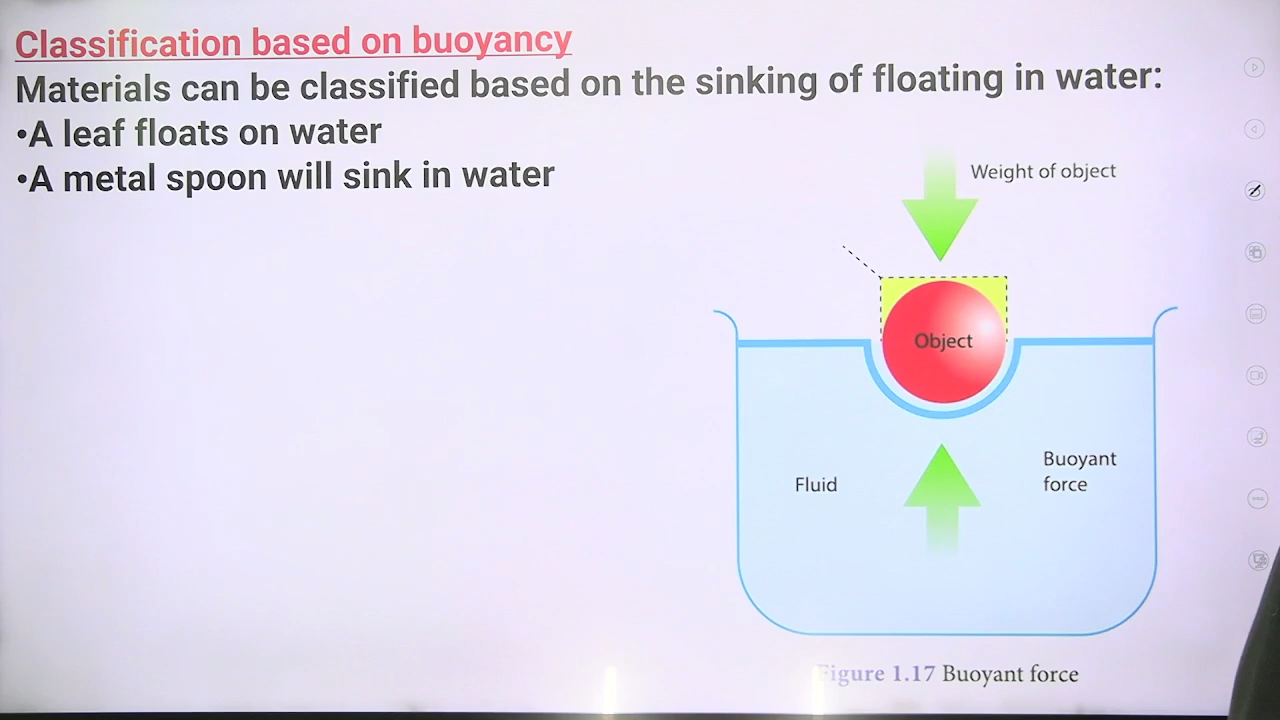 Classification based on buoyancy
Materials can be classified based on the sinking of floating in water:
•A leaf floats on water
•A metal spoon will sink in water
Weight of object
Object
Fluid
Buoyant
force
Figure 1.17 Buoyant force